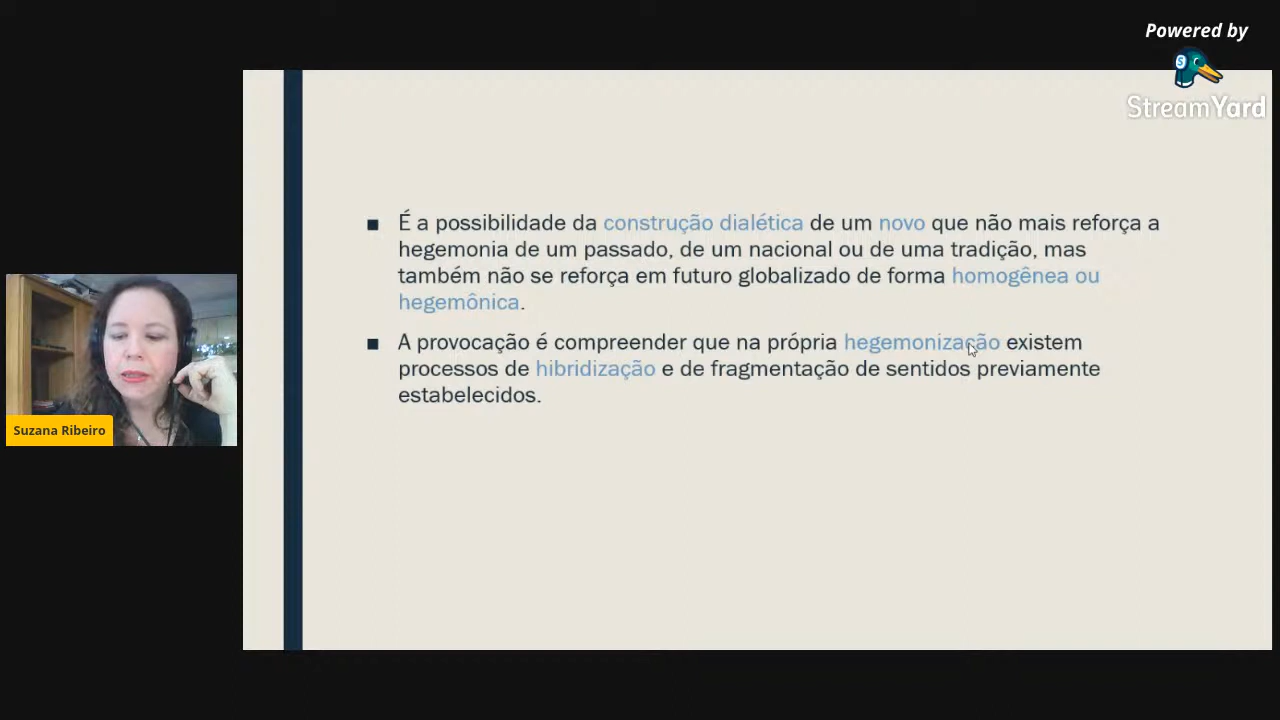 Powered by
StreamYard
■ É a possibilidade da construção dialética de um novo que não mais reforça a
hegemonia de um passado, de um nacional ou de uma tradição, mas
também não se reforça em futuro globalizado de forma homogênea ou
hegemônica.
■ A provocação é compreender que na própria hegemonização existem
processos de hibridização e de fragmentação de sentidos previamente
estabelecidos.
Suzana Ribeiro